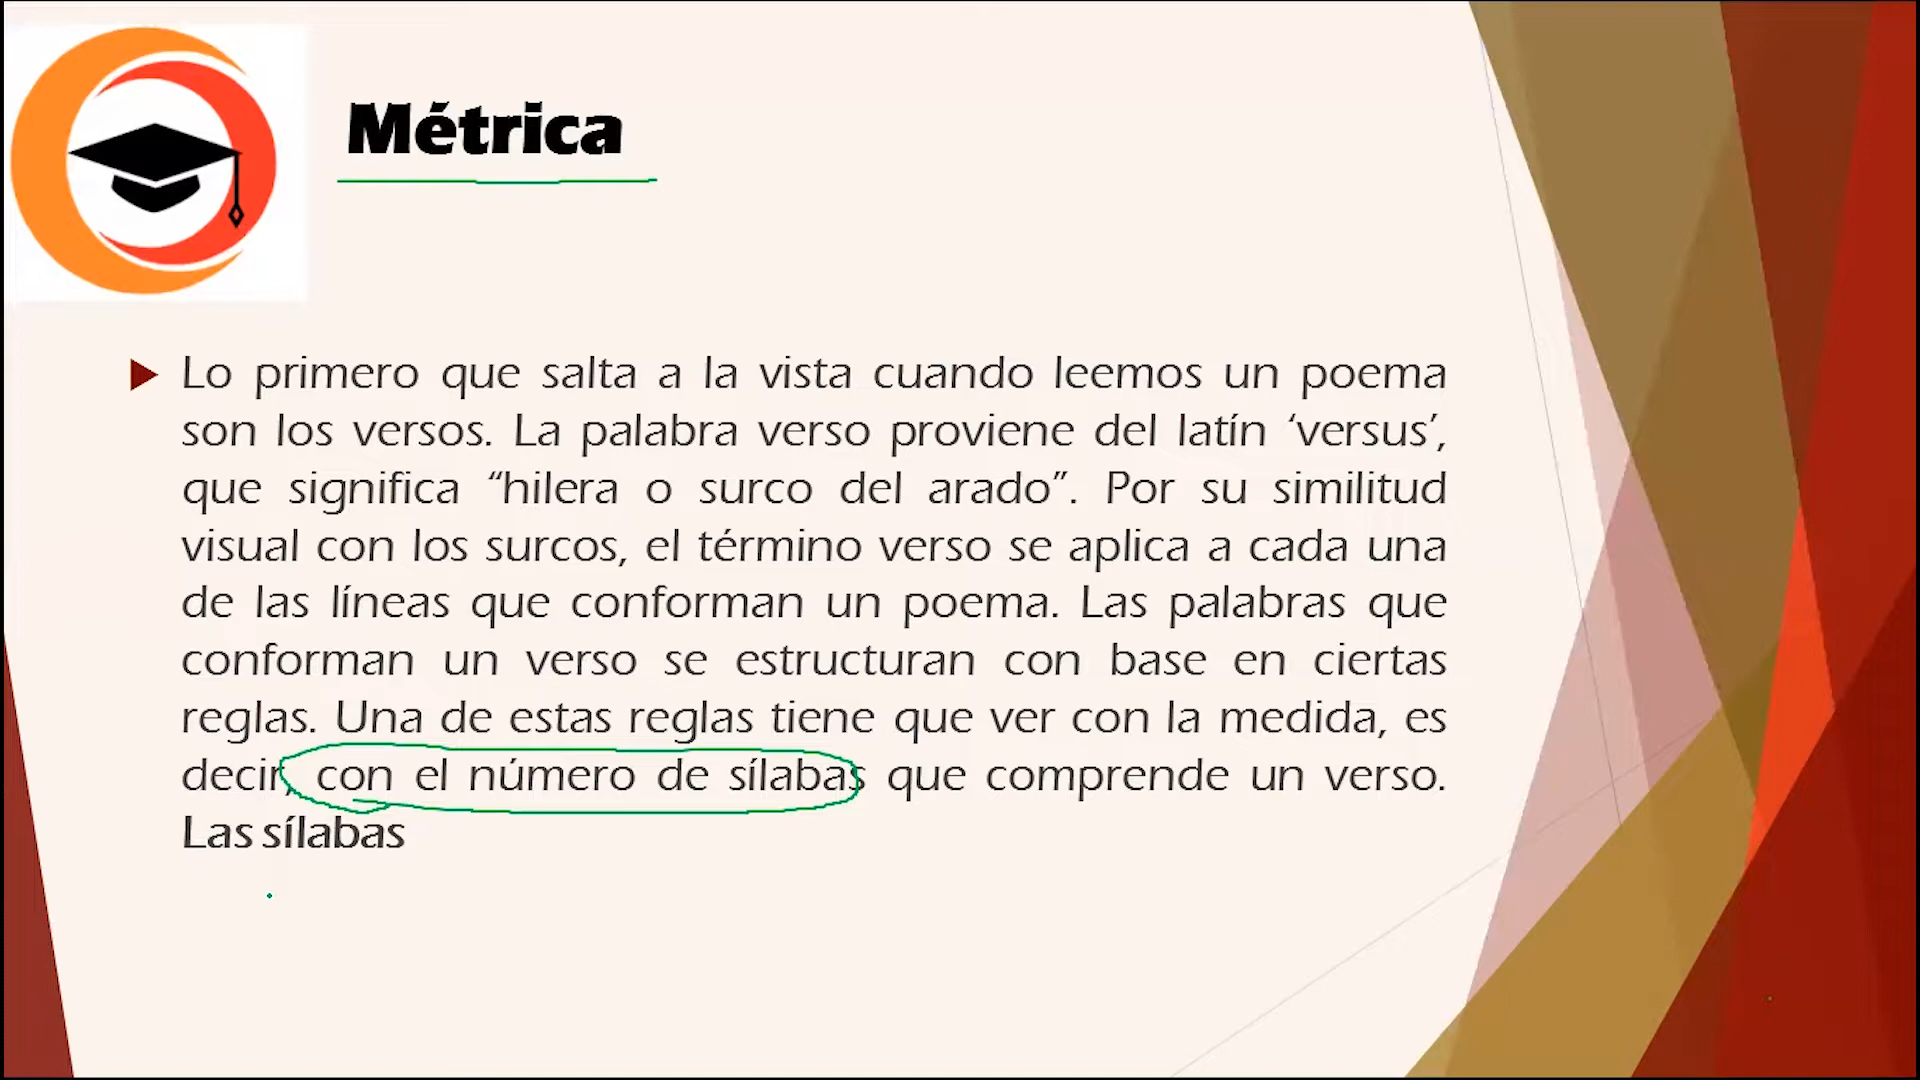 Métrica
Lo primero que salta a la vista cuando leemos un poema
son los versos. La palabra verso proviene del latín ‘versus’,
que significa “hilera o surco del arado”. Por su similitud
visual con los surcos, el término verso se aplica a cada una
de las líneas que conforman un poema. Las palabras que
conforman un verso se estructuran con base en ciertas
reglas. Una de estas reglas tiene que ver con la medida, es
decir, con el número de sílabas que comprende un verso.
Las sílabas